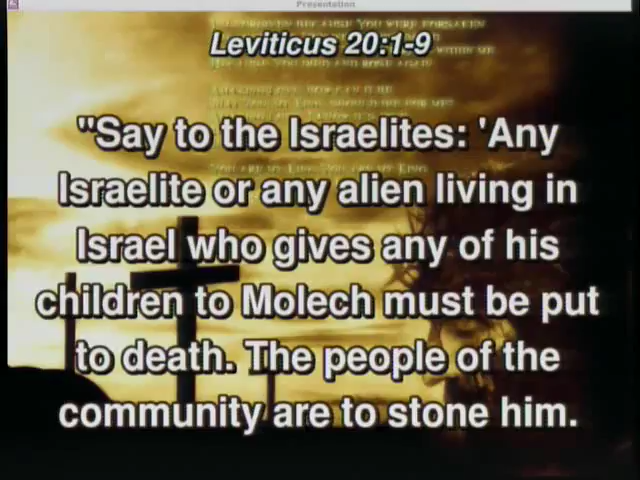 Presentation
Leviticus 20:1-9
"Say to the Israelites: 'Any
Israelite or any alien living in
Israel who gives any of his
children to Molech must be put
to death. The people of the
community are to stone him.